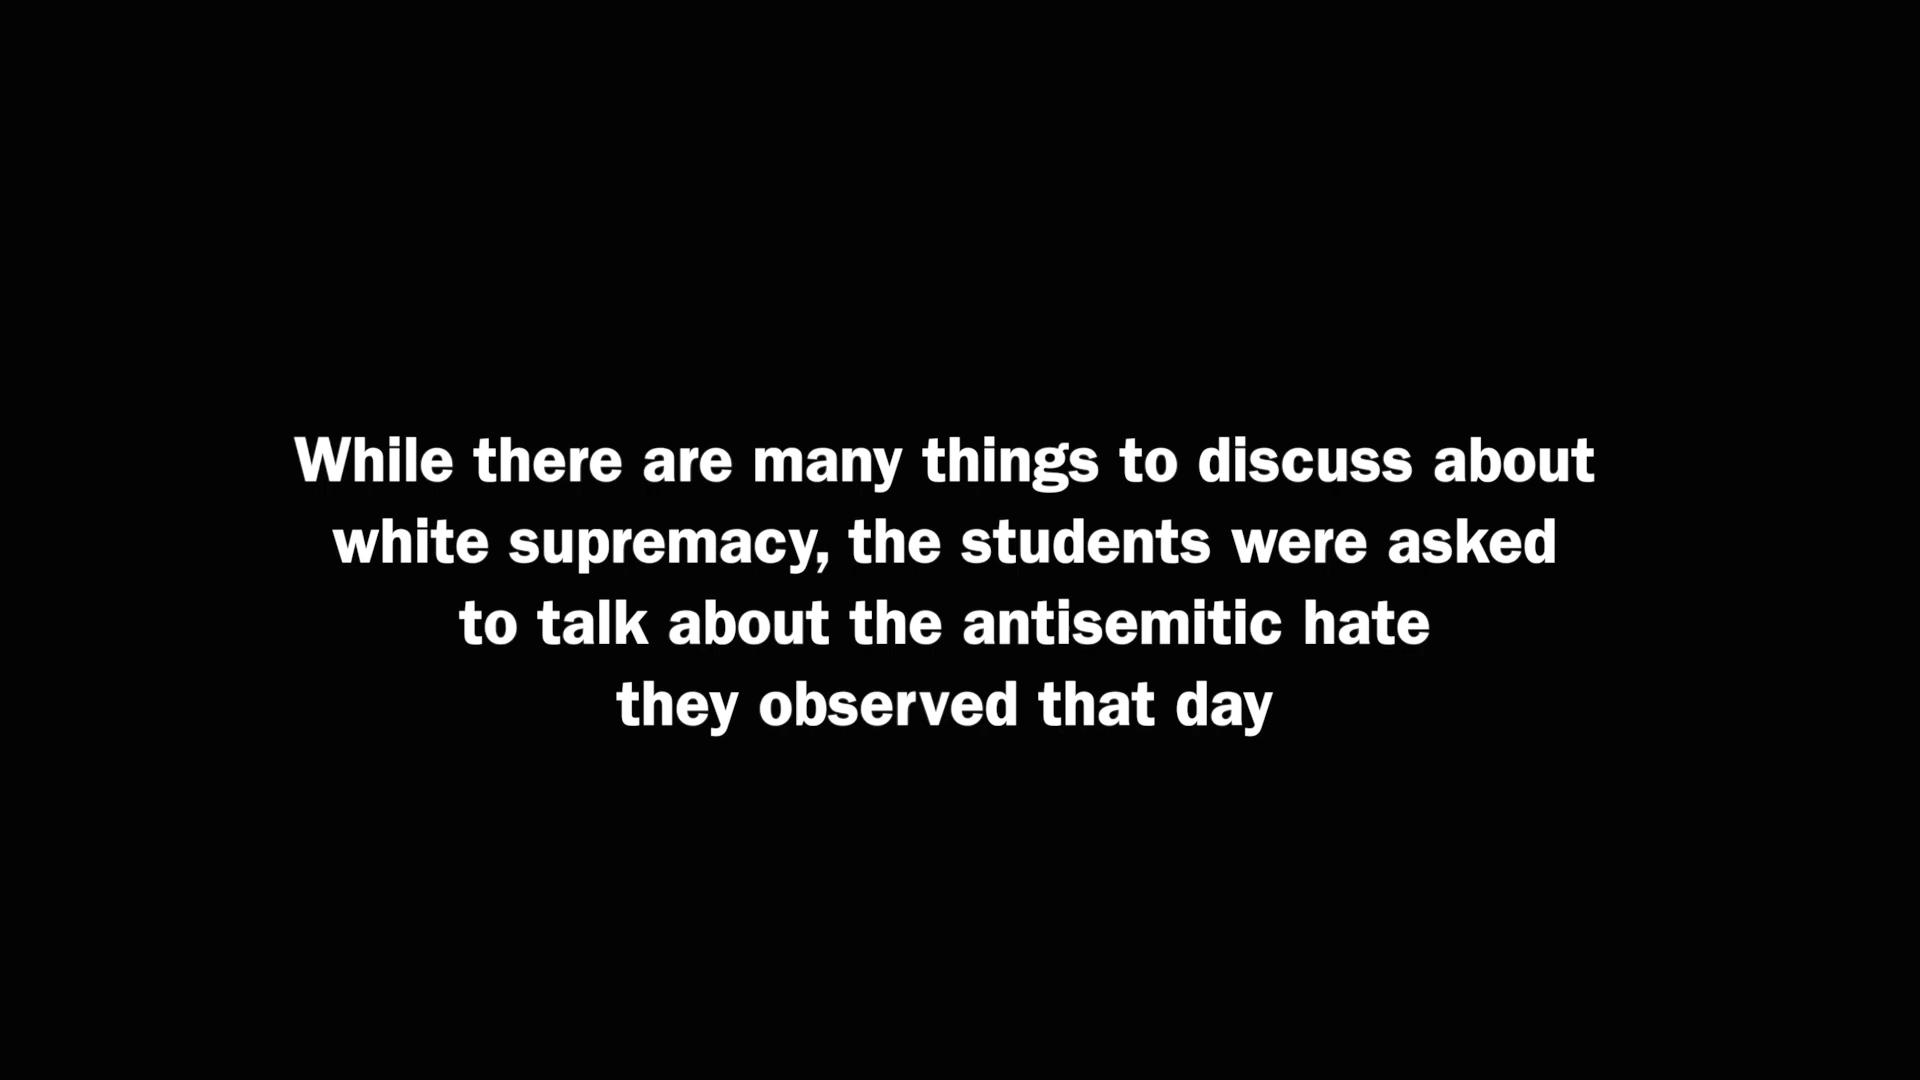 While there are many things to discuss about
white supremacy, the students were asked
to talk about the antisemitic hate
they observed that day